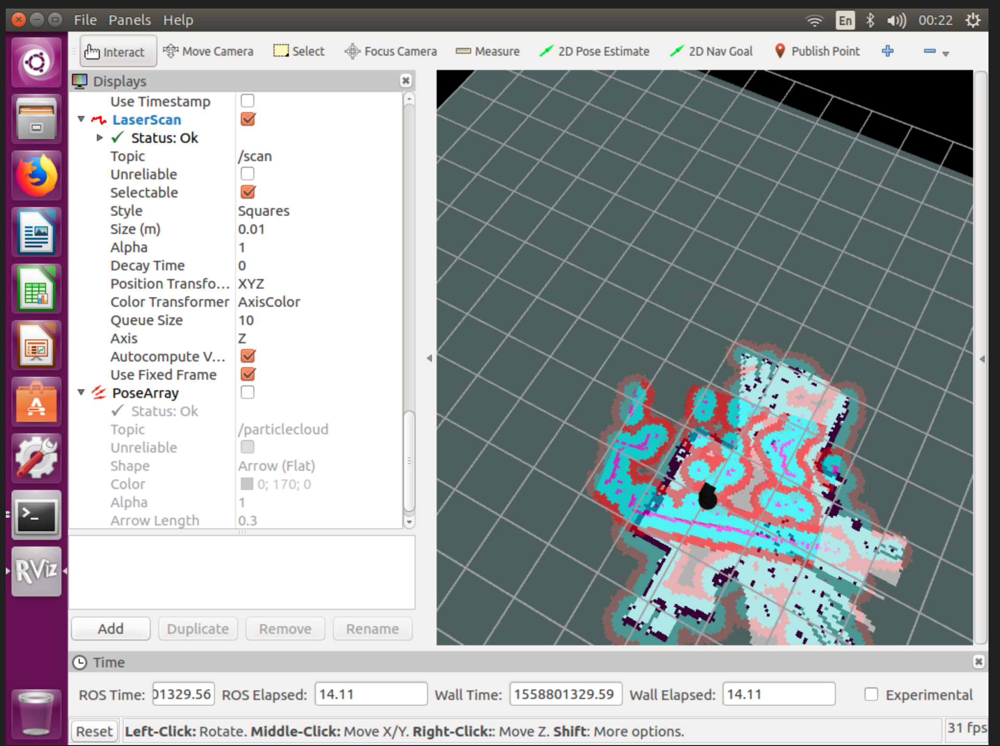 File Panels Help En 00:22
Interact Move Camera Select Focus Camera Measure 2D Pose Estimate 2D Nav Goal Publish Point
Displays
Use Timestamp
LaserScan
Status: Ok
Topic /scan
Unreliable
Selectable
Style Squares
Size (m) 0.01
Alpha 1
Decay Time 0
Position Transfo... XYZ
Color Transformer AxisColor
Queue Size 10
Axis Z
Autocompute V...
Use Fixed Frame
PoseArray
Status: Ok
Topic /particlecloud
Unreliable
Shape Arrow (Flat)
Color 0; 170; 0
Alpha 1
Arrow Length 0.3
RViz
Add Duplicate Remove Rename
Time
ROS Time: 01329.56 ROS Elapsed: 14.11 Wall Time: 1558801329.59 Wall Elapsed: 14.11 Experimental
Reset Left-Click: Rotate. Middle-Click: Move X/Y. Right-Click:: Move Z. Shift: More options. 31 fps